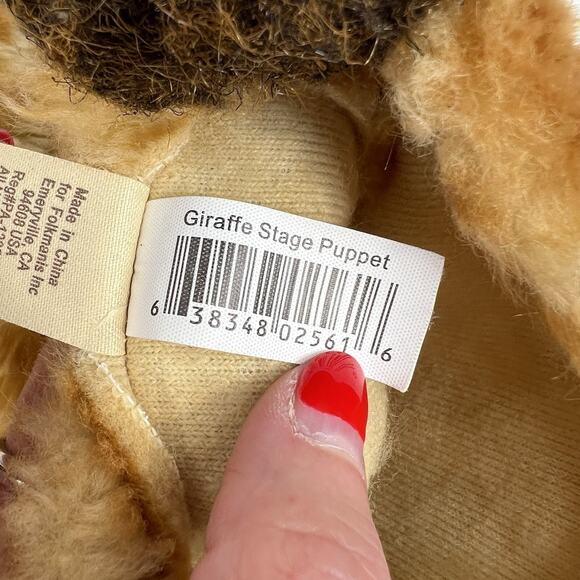 Giraffe Stage Puppet
6 38348 02561 6
Made in China
for Folkmanis Inc
Emeryville, CA
94608 USA